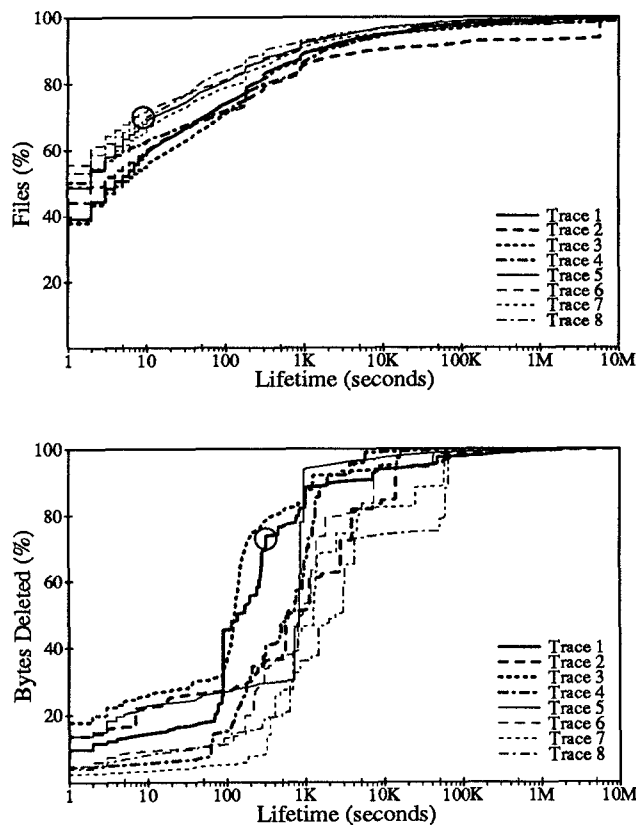 Files (%)
100
80
60
40
20
Trace 1
Trace 2
Trace 3
Trace 4
Trace 5
Trace 6
Trace 7
Trace 8
1 10 100 1K 10K 100K 1M 10M
Lifetime (seconds)
Bytes Deleted (%)
100
80
60
40
20
Trace 1
Trace 2
Trace 3
Trace 4
Trace 5
Trace 6
Trace 7
Trace 8
1 10 100 1K 10K 100K 1M 10M
Lifetime (seconds)